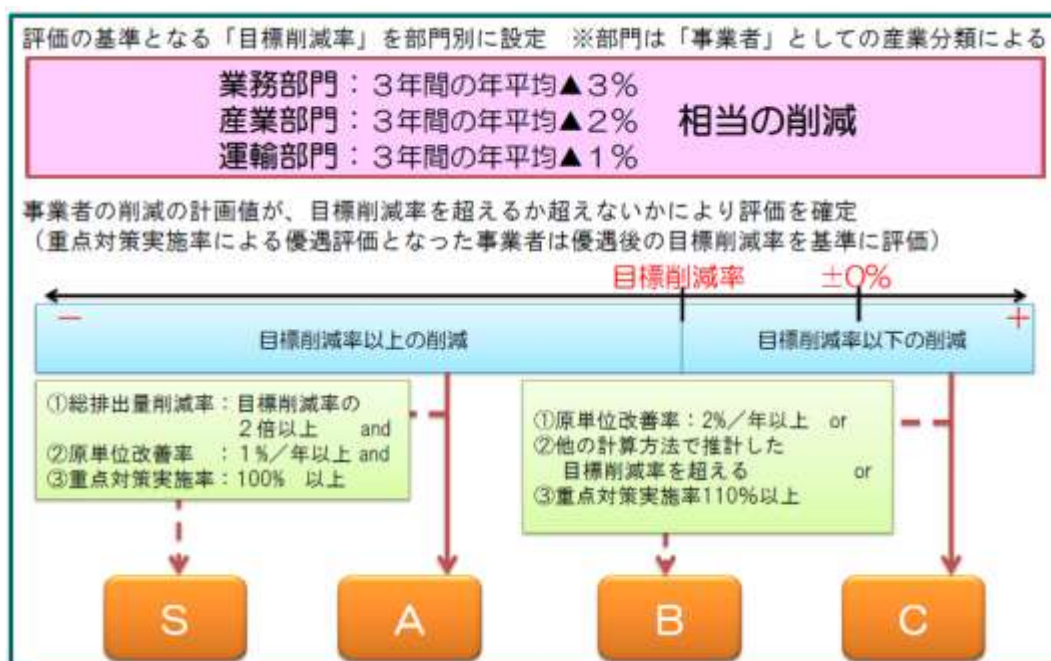 評価の基準となる「目標削減率」を部門別に設定　※部門は「事業者」としての産業分類による
業務部門：３年間の年平均▲３％
産業部門：３年間の年平均▲２％
運輸部門：３年間の年平均▲１％
相当の削減
事業者の削減の計画値が、目標削減率を超えるか超えないかにより評価を確定
（重点対策実施率による優遇評価となった事業者は優遇後の目標削減率を基準に評価）
目標削減率　±0%
－　＋
目標削減率以上の削減
目標削減率以下の削減
①総排出量削減率：目標削減率の
２倍以上　and
②原単位改善率　：１%／年以上 and
③重点対策実施率：100%　以上
①原単位改善率：2%／年以上　or
②他の計算方法で推計した
目標削減率を超える　or
③重点対策実施率110%以上
S
A
B
C